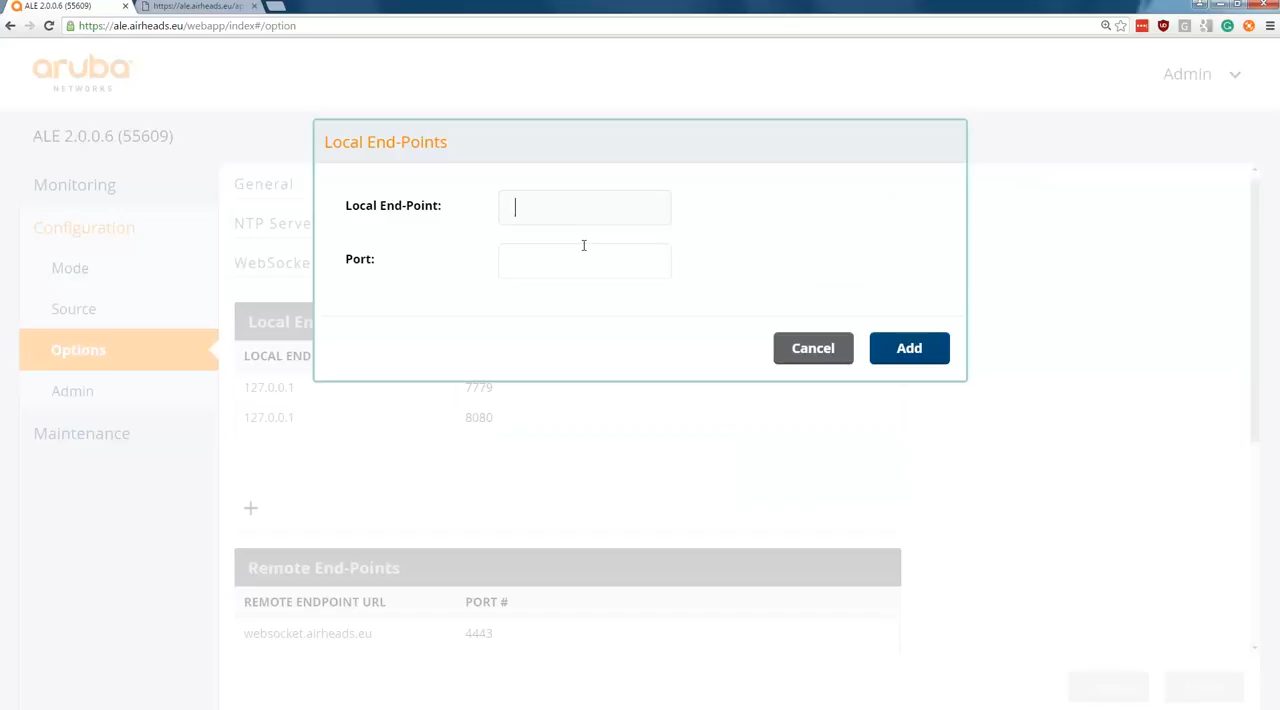 ALE 2.0.0.6 (55609)
https://ale.airheads.eu/ap
https://ale.airheads.eu/webapp/index#/option
aruba
NETWORKS
Admin
ALE 2.0.0.6 (55609)
Monitoring
Configuration
Mode
Source
Options
Admin
Maintenance
General
NTP Serve
WebSocke
Local End-Points
Local End-Point:
Port:
Cancel
Add
Local En
LOCAL END
127.0.0.1 7779
127.0.0.1 8080
Remote End-Points
REMOTE ENDPOINT URL PORT #
websocket.airheads.eu 4443